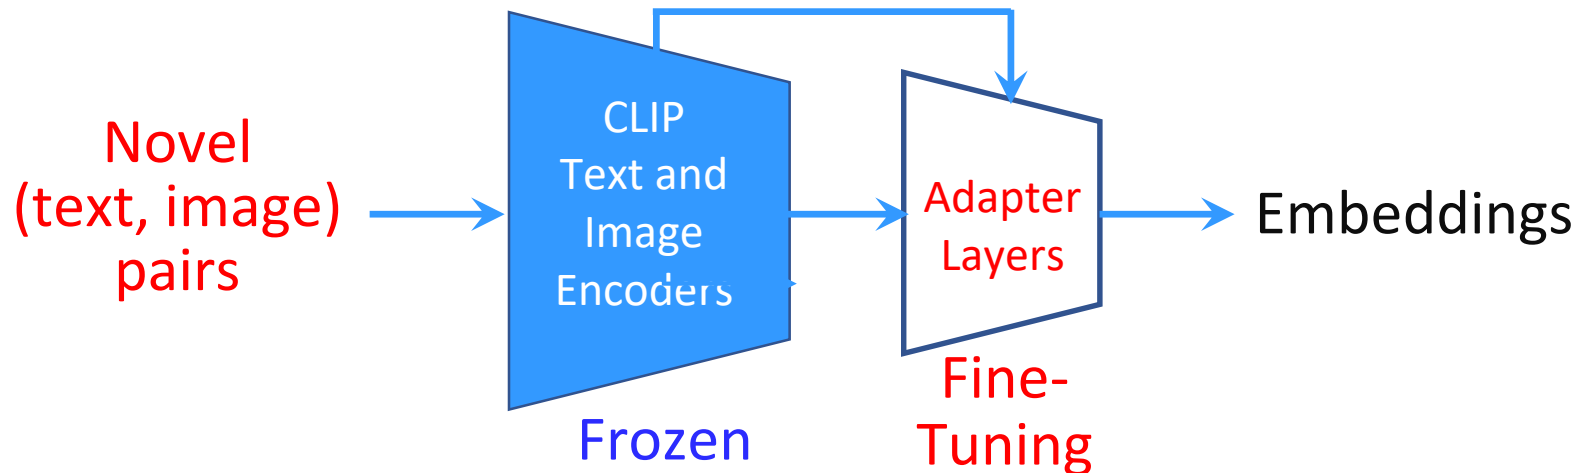 Novel
(text, image)
pairs
CLIP
Text and
Image
Encoders
Frozen
Adapter
Layers
Fine-
Tuning
Embeddings